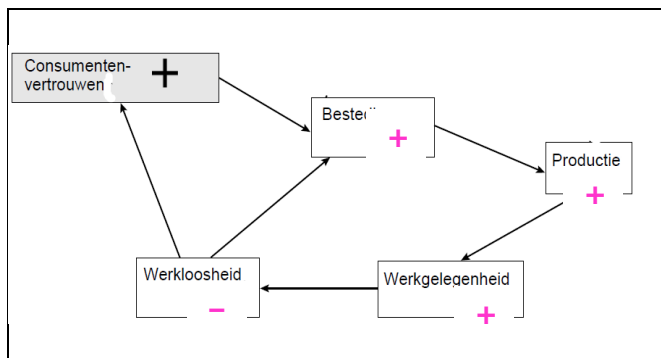 Consumenten-
vertrouwen +
+
Productie
+
Werkloosheid
−
Werkgelegenheid
+